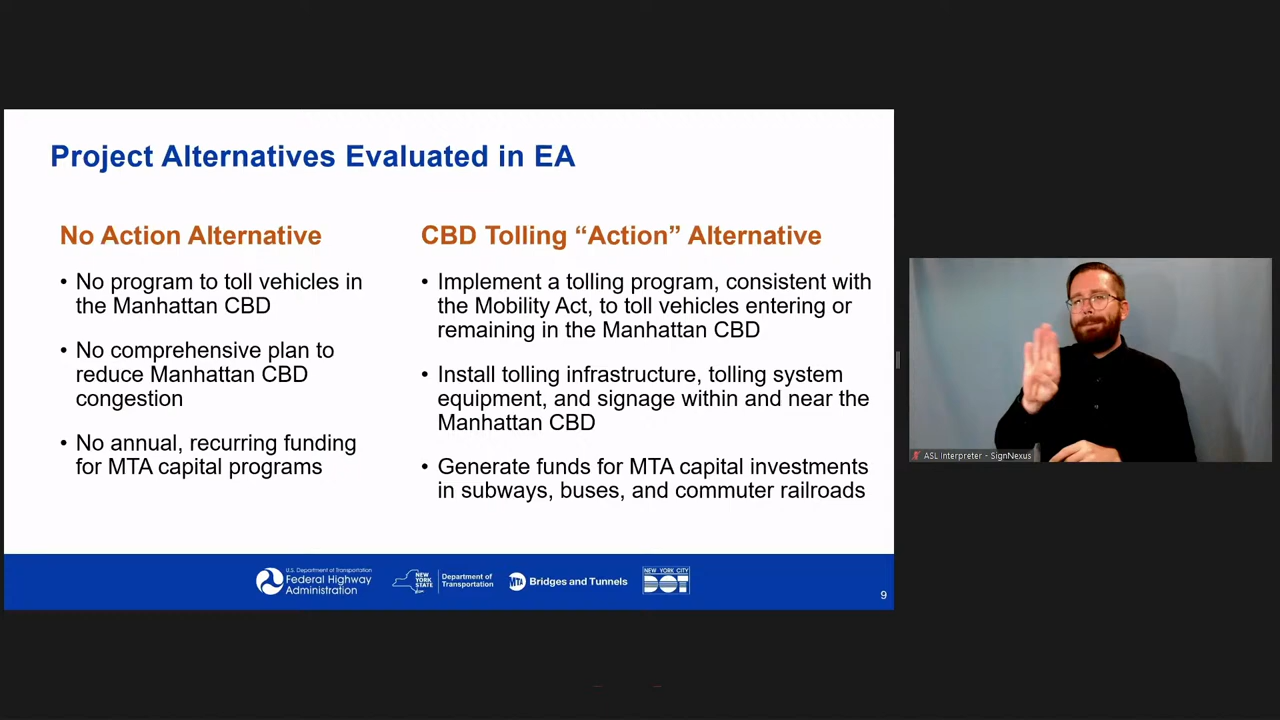 Project Alternatives Evaluated in EA
No Action Alternative
• No program to toll vehicles in
the Manhattan CBD
• No comprehensive plan to
reduce Manhattan CBD
congestion
• No annual, recurring funding
for MTA capital programs
CBD Tolling “Action” Alternative
• Implement a tolling program, consistent with
the Mobility Act, to toll vehicles entering or
remaining in the Manhattan CBD
• Install tolling infrastructure, tolling system
equipment, and signage within and near the
Manhattan CBD
• Generate funds for MTA capital investments
in subways, buses, and commuter railroads
U.S. Department of Transportation
Federal Highway
Administration
NEW
YORK
STATE
Department of
Transportation
MTA
Bridges and Tunnels
NEW YORK CITY
DOT
9
ASL Interpreter - SignNexus